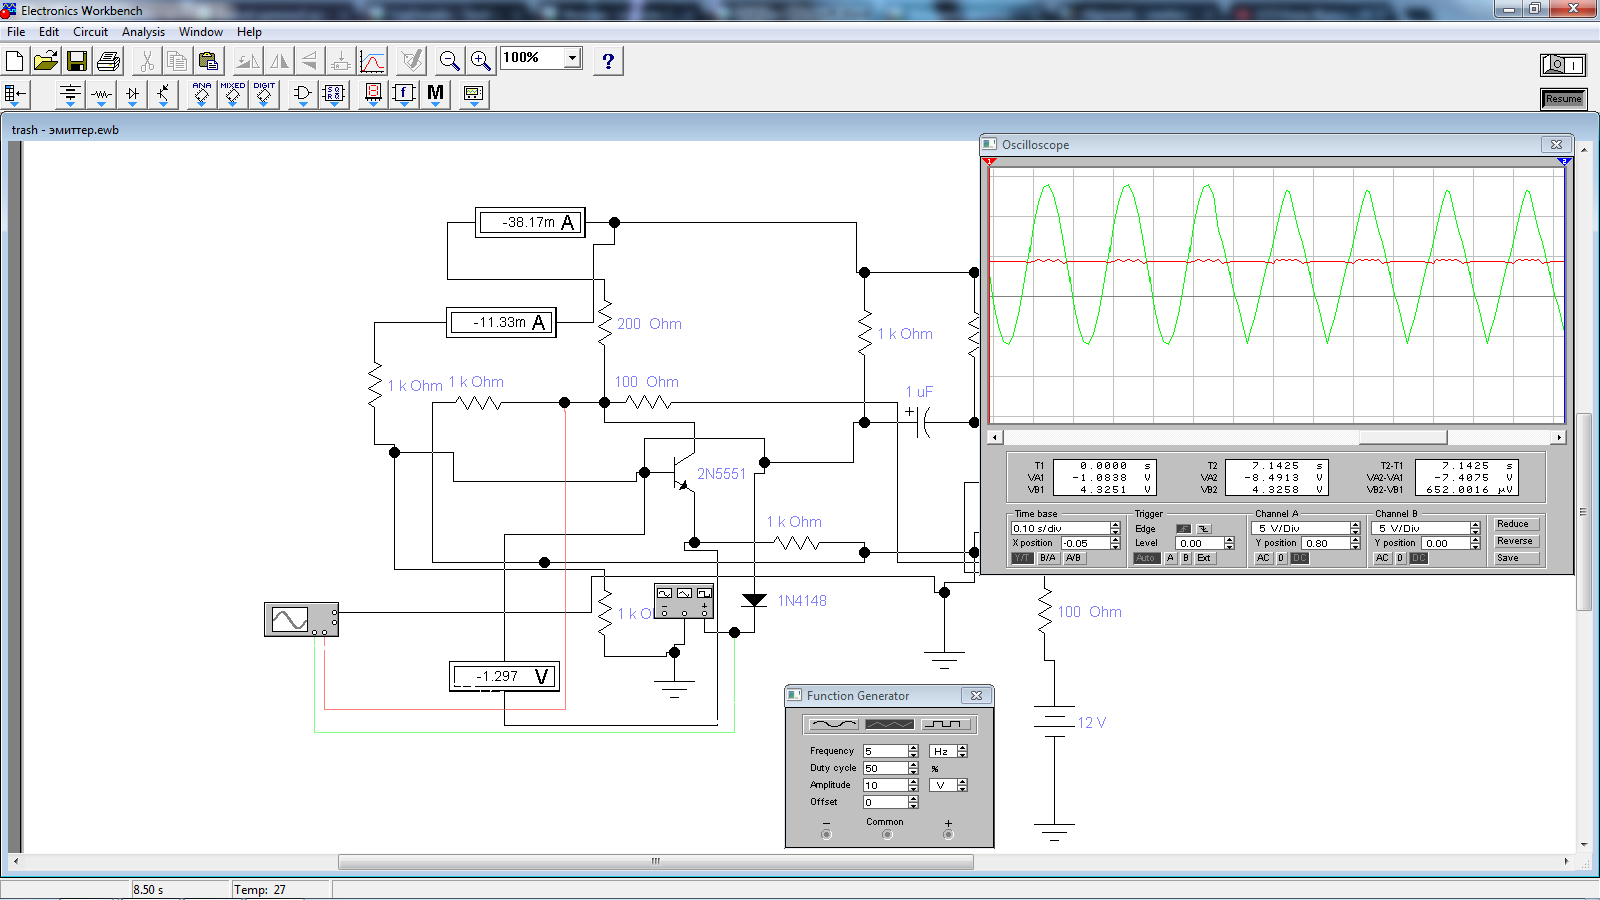 Electronics Workbench
File Edit Circuit Analysis Window Help
100% ?
ANA MIXED DIGIT
f M
Resume
trash - эмиттер.ewb
Oscilloscope
1 2
-38.17m A
-11.33m A
200 Ohm
1 k Ohm
1 k Ohm 1 k Ohm 100 Ohm
1 uF
+
2N5551
1 k Ohm
1N4148
1 k O
-1.297 V
100 Ohm
12 V
T1 0.0000 s T2 7.1425 s T2-T1 7.1425 s
VA1 -1.0838 V VA2 -8.4913 V VA2-VA1 -7.4075 V
VB1 4.3251 V VB2 4.3258 V VB2-VB1 652.0016 µV
Time base Trigger Channel A Channel B
0.10 s/div Edge 5 V/Div 5 V/Div Reduce
X position -0.05 Level 0.00 Y position 0.80 Y position 0.00 Reverse
Y/T B/A A/B Auto A B Ext AC 0 DC AC 0 DC Save
Function Generator
Frequency 5 Hz
Duty cycle 50 %
Amplitude 10 V
Offset 0
− Common +
8.50 s Temp: 27